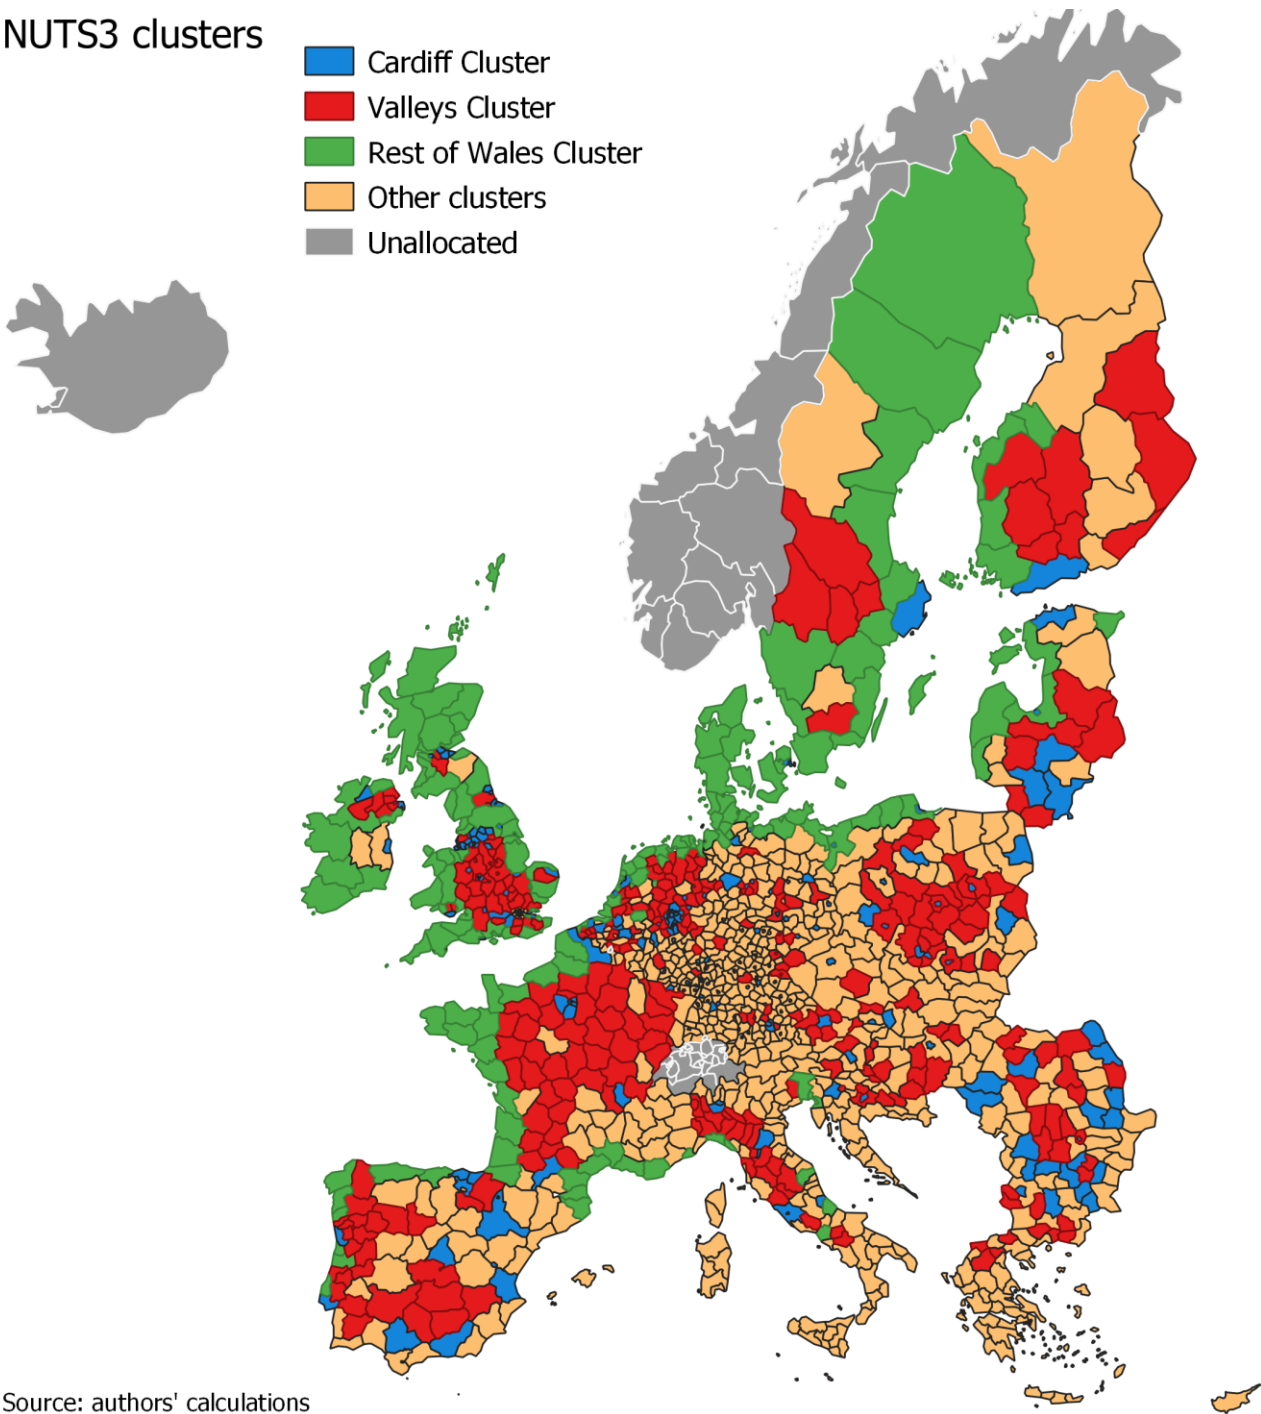 NUTS3 clusters
Cardiff Cluster
Valleys Cluster
Rest of Wales Cluster
Other clusters
Unallocated
Source: authors' calculations